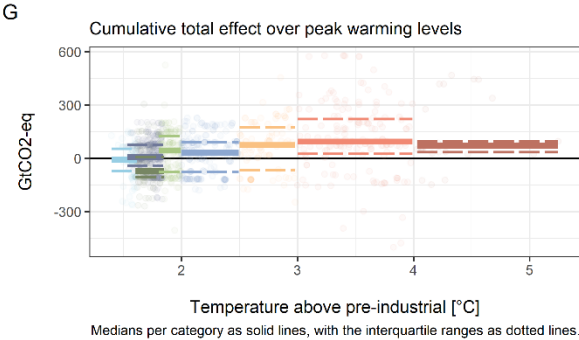 G
Cumulative total effect over peak warming levels
GtCO2-eq
600
300
0
-300
2
3
4
5
Temperature above pre-industrial [°C]
Medians per category as solid lines, with the interquartile ranges as dotted lines.